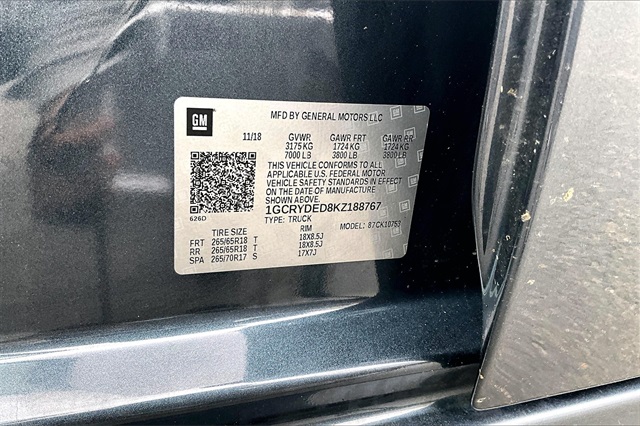 GM
MFD BY GENERAL MOTORS LLC
11/18 GVWR GAWR FRT GAWR RR
3175 KG 1724 KG 1724 KG
7000 LB 3800 LB 3800 LB
THIS VEHICLE CONFORMS TO ALL
APPLICABLE U.S. FEDERAL MOTOR
VEHICLE SAFETY STANDARDS IN EFFECT
ON THE DATE OF MANUFACTURE
SHOWN ABOVE.
1GCRYDED8KZ188767
626D TYPE: TRUCK MODEL: 87CK10753
TIRE SIZE RIM
FRT 265/65R18 T 18X8.5J
RR 265/65R18 T 18X8.5J
SPA 265/70R17 S 17X7J